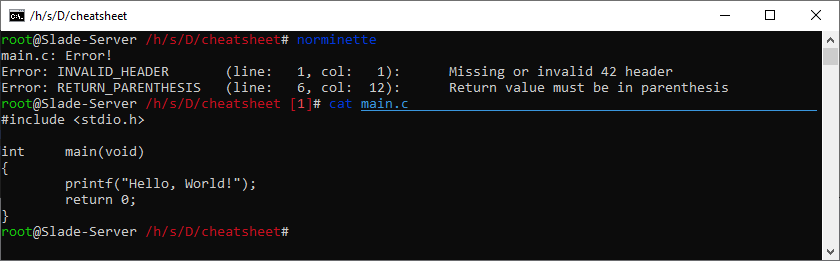 /h/s/D/cheatsheet
root@Slade-Server /h/s/D/cheatsheet# norminette
main.c: Error!
Error: INVALID_HEADER       (line:   1, col:   1):      Missing or invalid 42 header
Error: RETURN_PARENTHESIS   (line:   6, col:  12):      Return value must be in parenthesis
root@Slade-Server /h/s/D/cheatsheet [1]# cat main.c
#include <stdio.h>
int     main(void)
{
        printf("Hello, World!");
        return 0;
}
root@Slade-Server /h/s/D/cheatsheet#